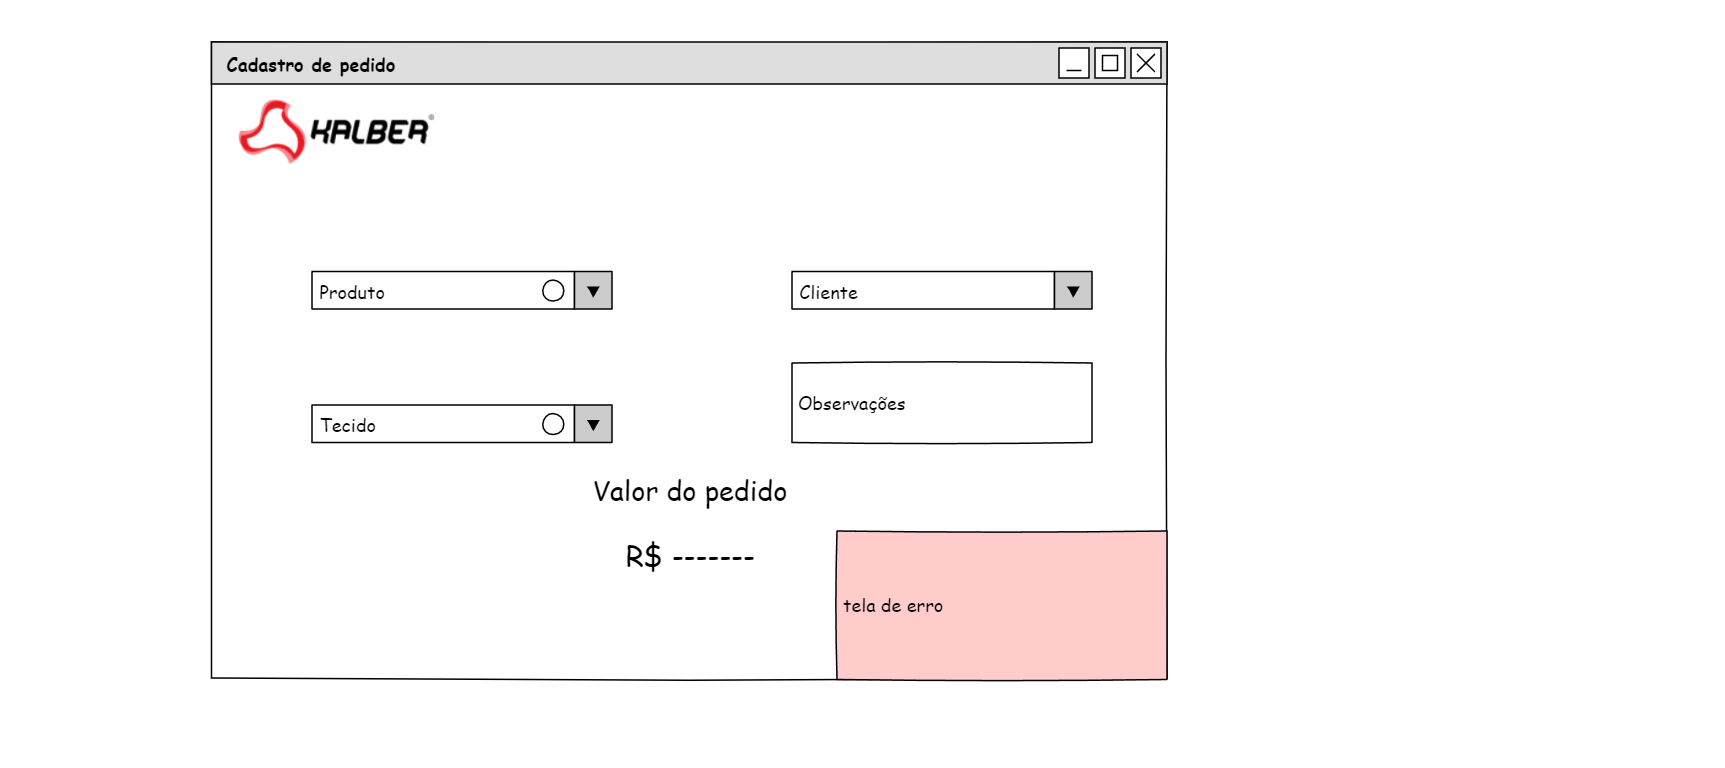 Cadastro de pedido
KALBER®
Produto
Cliente
Tecido
Observações
Valor do pedido
R$ -------
tela de erro